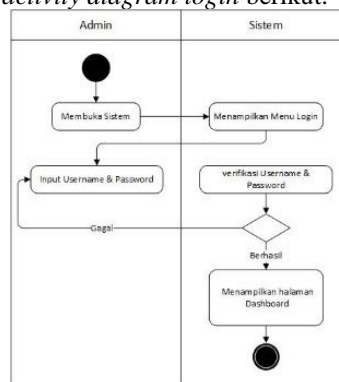 activity diagram login berikut.
Admin
Sistem
Membuka Sistem
Menampilkan Menu Login
Input Username & Password
verifikasi Username &
Password
Gagal
Berhasil
Menampilkan halaman
Dashboard